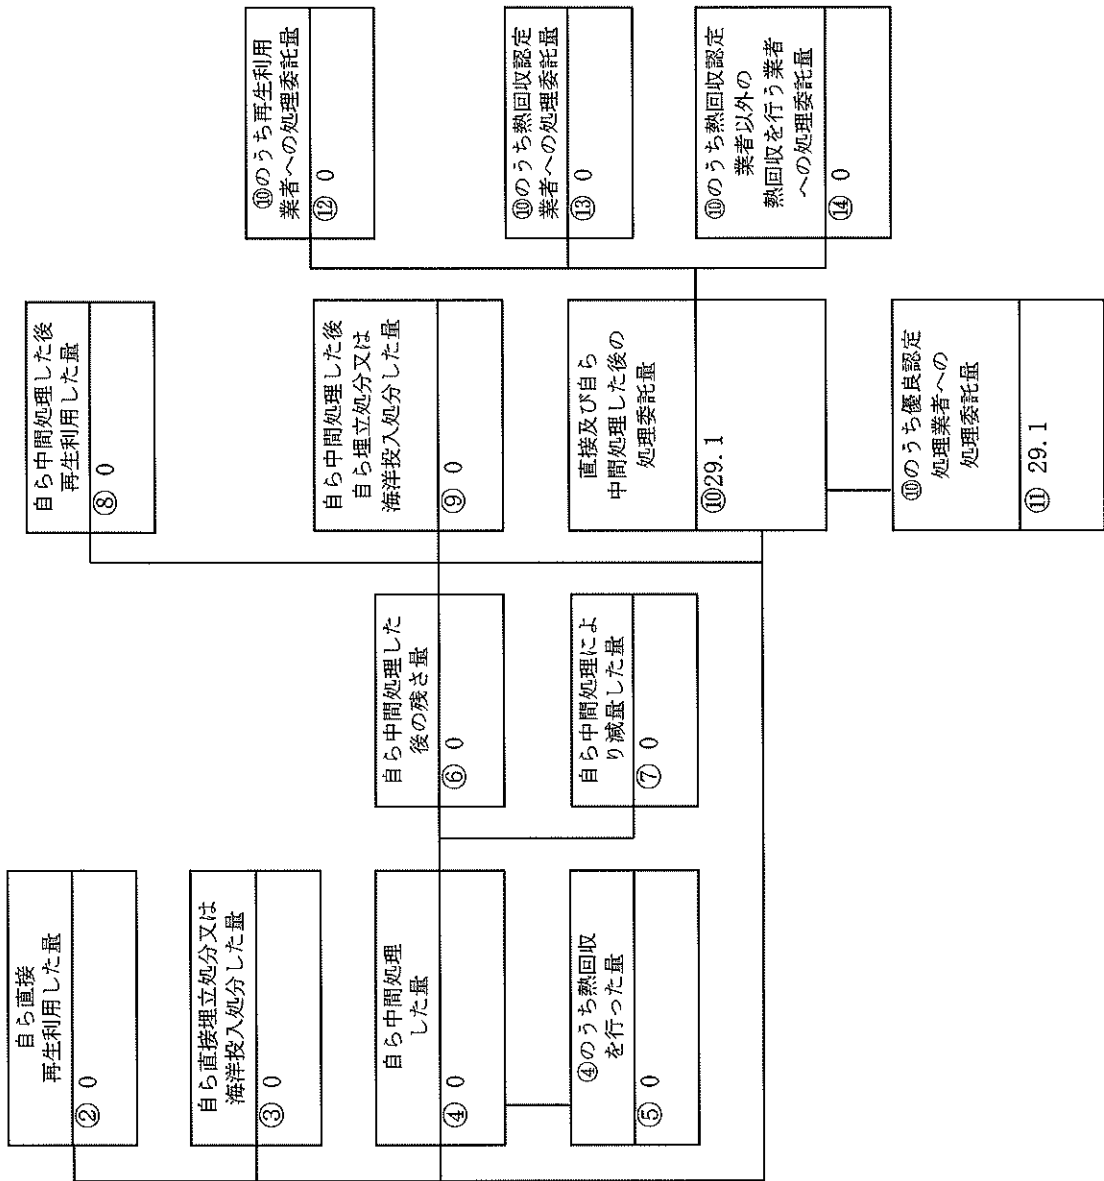 自ら直接
再生利用した量
② 0
自ら直接埋立処分又は
海洋投入処分した量
③ 0
自ら中間処理
した量
④ 0
④のうち熱回収
を行った量
⑤ 0
自ら中間処理した
後の残さ量
⑥ 0
自ら中間処理によ
り減量した量
⑦ 0
自ら中間処理した後
再生利用した量
⑧ 0
自ら中間処理した後
自ら埋立処分又は
海洋投入処分した量
⑨ 0
直接及び自ら
中間処理した後の
処理委託量
⑩29.1
⑩のうち優良認定
処理業者への
処理委託量
⑪ 29.1
⑩のうち再生利用
業者への処理委託量
⑫ 0
⑩のうち熱回収認定
業者への処理委託量
⑬ 0
⑩のうち熱回収認定
業者以外の
熱回収を行う業者
への処理委託量
⑭ 0